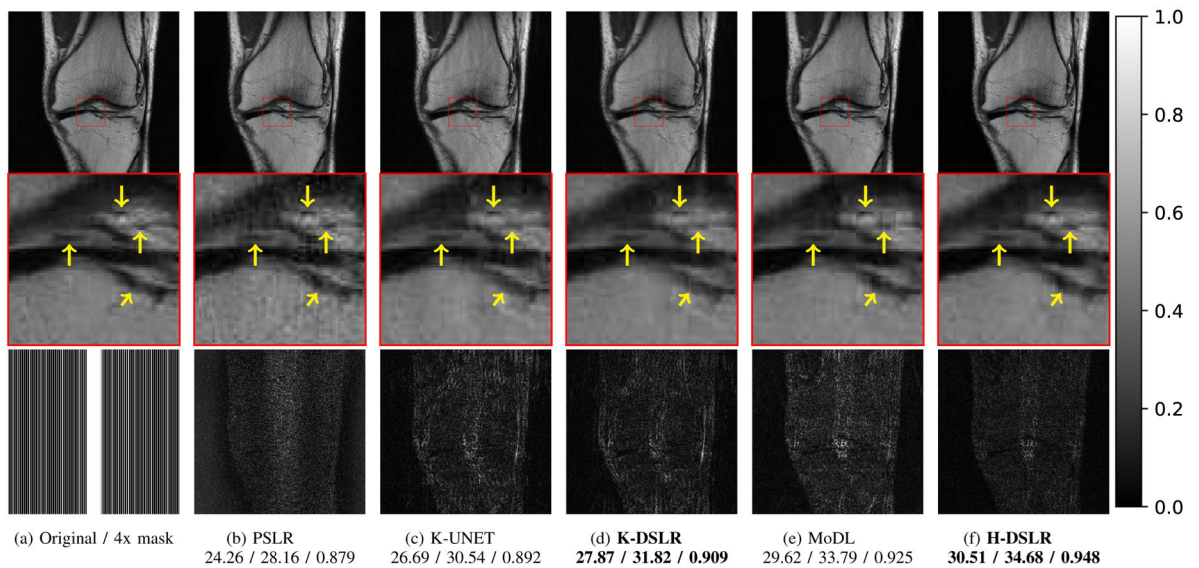 1.0
0.8
0.6
0.4
0.2
0.0
(a) Original / 4x mask
(b) PSLR
24.26 / 28.16 / 0.879
(c) K-UNET
26.69 / 30.54 / 0.892
(d) K-DSLR
27.87 / 31.82 / 0.909
(e) MoDL
29.62 / 33.79 / 0.925
(f) H-DSLR
30.51 / 34.68 / 0.948